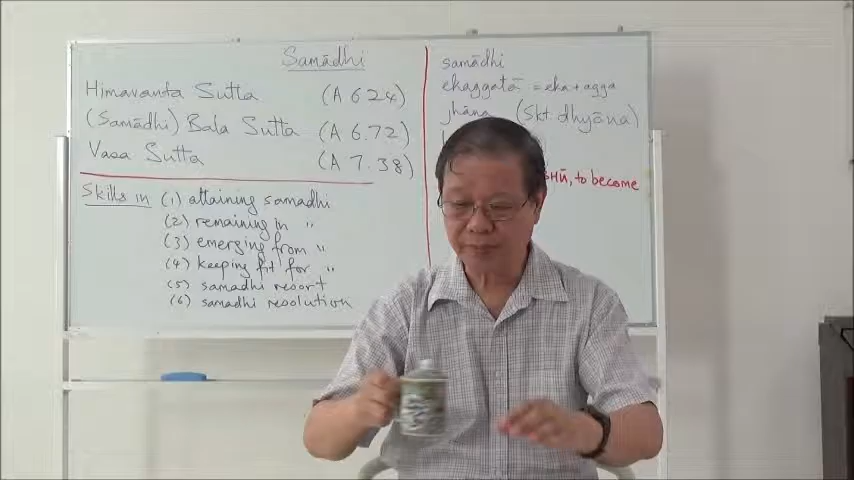 Samādhi
Himavanta Sutta (A 6.24)
(Samādhi) Bala Sutta (A 6.72)
Vasa Sutta (A 7.38)
Skills in (1) attaining samadhi
(2) remaining in "
(3) emerging from "
(4) keeping fit for "
(5) samadhi resort
(6) samadhi resolution
samādhi
ekaggatā = eka + agga
jhāna (Skt. dhyāna)
to become